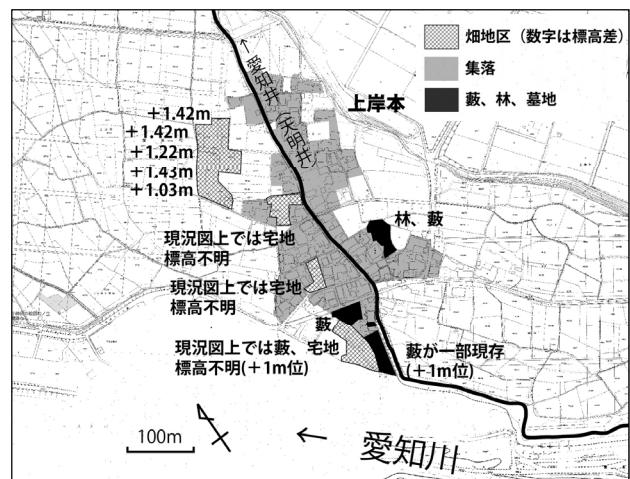 畑地区（数字は標高差）
集落
藪、林、墓地
上岸本
↑愛知井（天明井）
＋1.42m
＋1.42m
＋1.22m
＋1.43m
＋1.03m
林、藪
現況図上では宅地
標高不明
現況図上では宅地
標高不明
藪
現況図上では藪、宅地
標高不明(＋1m位)
藪が一部現存
(＋1m位)
100m
← 愛知川